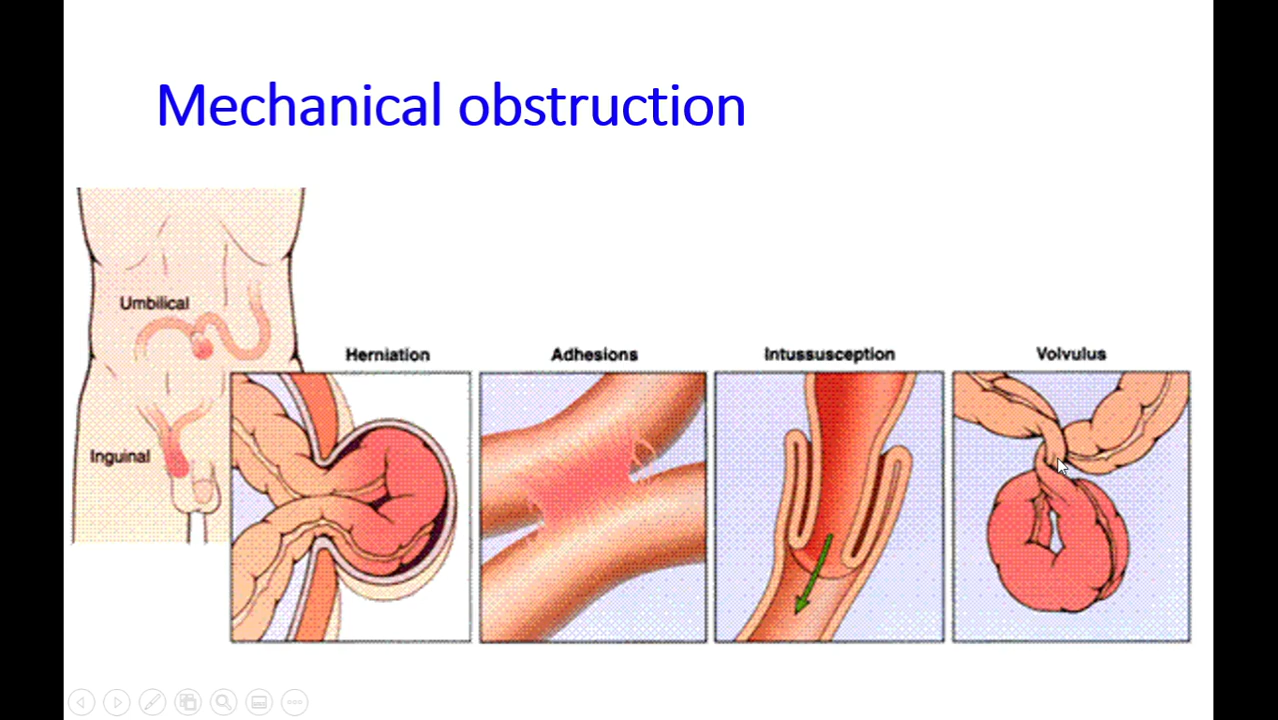 Mechanical obstruction
Umbilical
Inguinal
Herniation
Adhesions
Intussusception
Volvulus